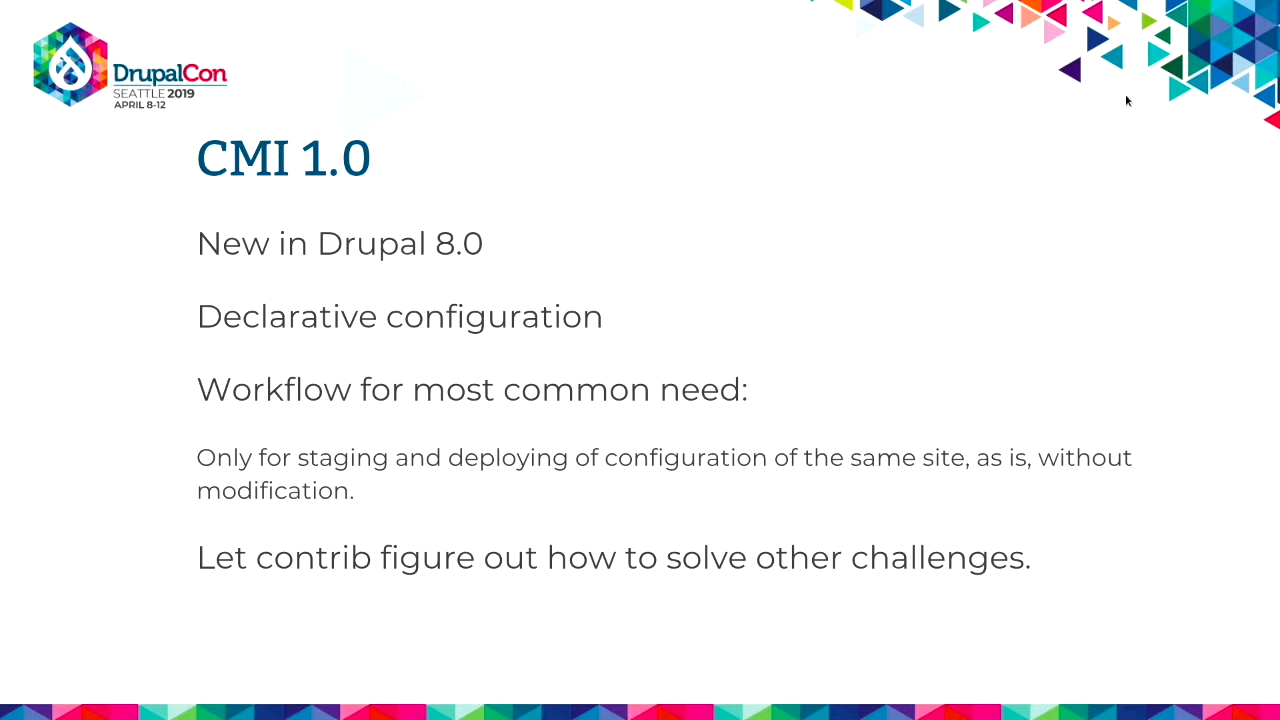 DrupalCon
SEATTLE 2019
APRIL 8-12
CMI 1.0
New in Drupal 8.0
Declarative configuration
Workflow for most common need:
Only for staging and deploying of configuration of the same site, as is, without
modification.
Let contrib figure out how to solve other challenges.